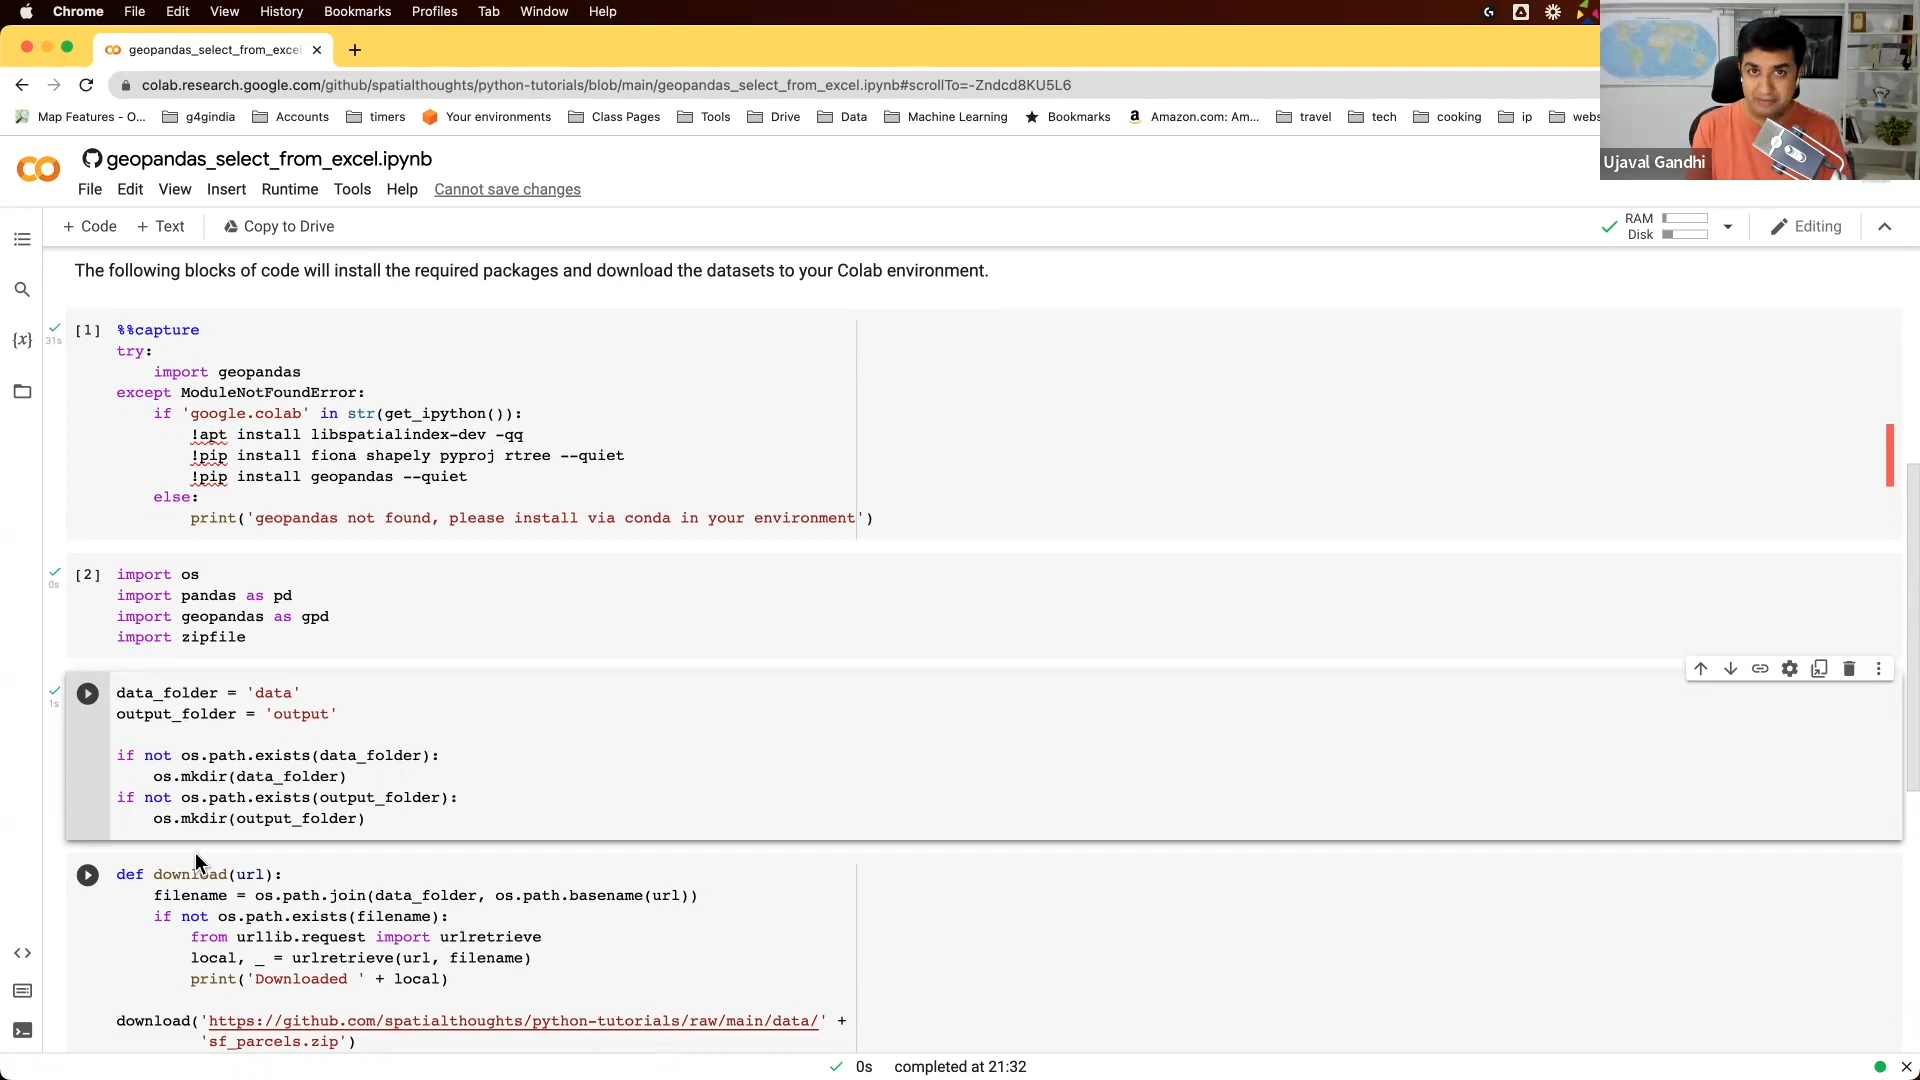 Chrome File Edit View History Bookmarks Profiles Tab Window Help
geopandas_select_from_exce
colab.research.google.com/github/spatialthoughts/python-tutorials/blob/main/geopandas_select_from_excel.ipynb#scrollTo=-Zndcd8KU5L6
Map Features - O... g4gindia Accounts timers Your environments Class Pages Tools Drive Data Machine Learning Bookmarks Amazon.com: Am... travel tech cooking ip webs
Ujaval Gandhi
geopandas_select_from_excel.ipynb
File Edit View Insert Runtime Tools Help Cannot save changes
+ Code + Text Copy to Drive
RAM
Disk
Editing
The following blocks of code will install the required packages and download the datasets to your Colab environment.
31s
[1] %%capture
try:
import geopandas
except ModuleNotFoundError:
if 'google.colab' in str(get_ipython()):
!apt install libspatialindex-dev -qq
!pip install fiona shapely pyproj rtree --quiet
!pip install geopandas --quiet
else:
print('geopandas not found, please install via conda in your environment')
0s
[2] import os
import pandas as pd
import geopandas as gpd
import zipfile
1s
data_folder = 'data'
output_folder = 'output'
if not os.path.exists(data_folder):
os.mkdir(data_folder)
if not os.path.exists(output_folder):
os.mkdir(output_folder)
def download(url):
filename = os.path.join(data_folder, os.path.basename(url))
if not os.path.exists(filename):
from urllib.request import urlretrieve
local, _ = urlretrieve(url, filename)
print('Downloaded ' + local)
download('https://github.com/spatialthoughts/python-tutorials/raw/main/data/' +
'sf_parcels.zip')
0s completed at 21:32